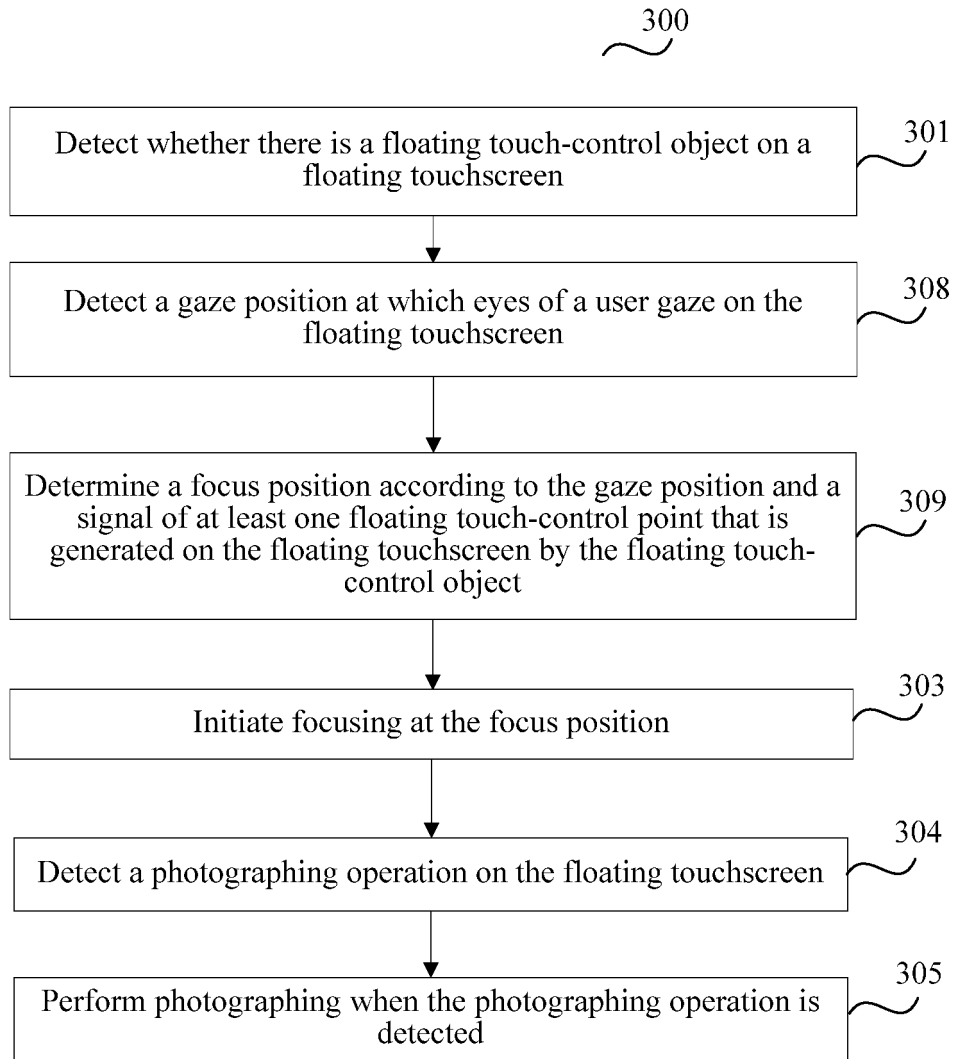 300
Detect whether there is a floating touch-control object on a
floating touchscreen
301
Detect a gaze position at which eyes of a user gaze on the
floating touchscreen
308
Determine a focus position according to the gaze position and a
signal of at least one floating touch-control point that is
generated on the floating touchscreen by the floating touch-
control object
309
Initiate focusing at the focus position
303
Detect a photographing operation on the floating touchscreen
304
Perform photographing when the photographing operation is
detected
305